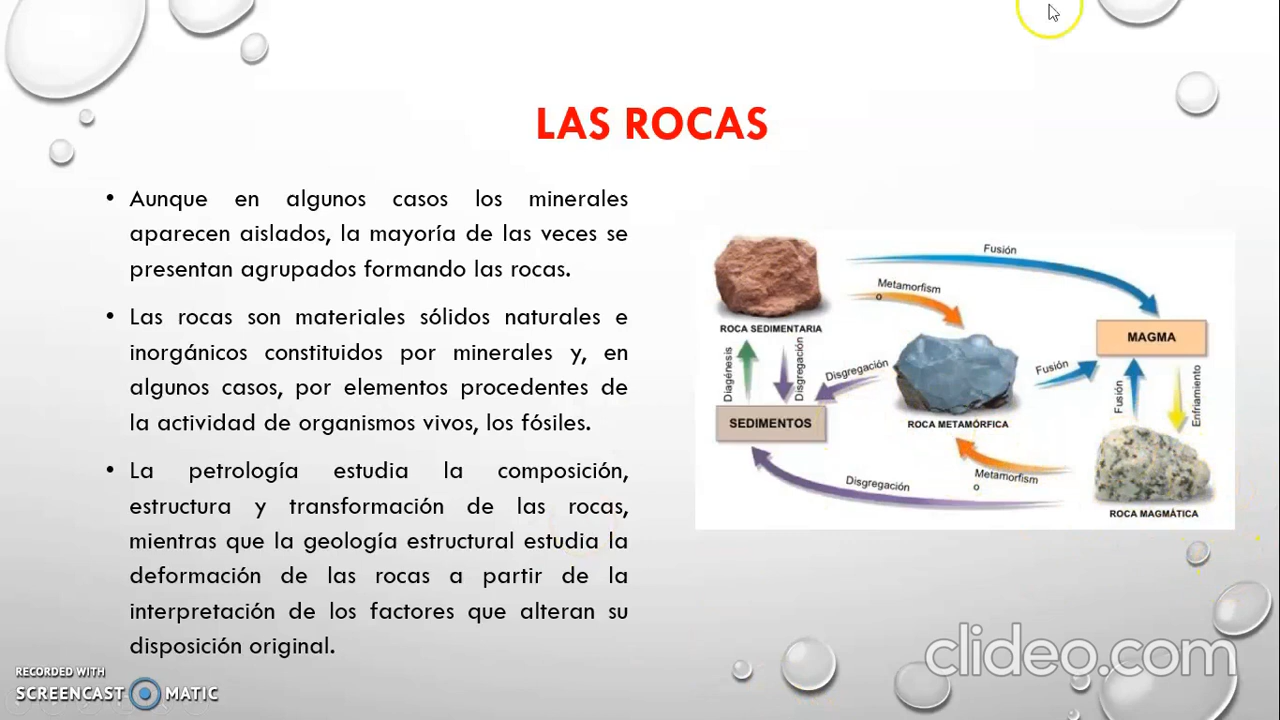 LAS ROCAS
• Aunque en algunos casos los minerales
aparecen aislados, la mayoría de las veces se
presentan agrupados formando las rocas.
• Las rocas son materiales sólidos naturales e
inorgánicos constituidos por minerales y, en
algunos casos, por elementos procedentes de
la actividad de organismos vivos, los fósiles.
• La petrología estudia la composición,
estructura y transformación de las rocas,
mientras que la geología estructural estudia la
deformación de las rocas a partir de la
interpretación de los factores que alteran su
disposición original.
Fusión
Metamorfism
o
ROCA SEDIMENTARIA
MAGMA
Diagénesis
Disgregación
Disgregación
Fusión
Fusión
Enfriamiento
SEDIMENTOS
ROCA METAMÓRFICA
Metamorfism
o
Disgregación
ROCA MAGMÁTICA
clideo.com
RECORDED WITH
SCREENCAST MATIC